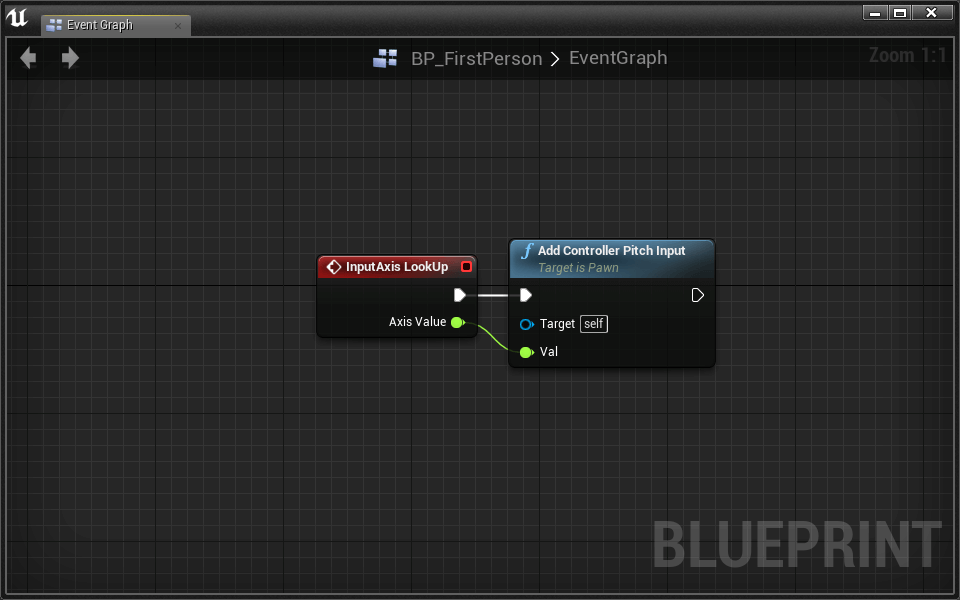 Event Graph
BP_FirstPerson > EventGraph
Zoom 1:1
InputAxis LookUp
Axis Value
f Add Controller Pitch Input
Target is Pawn
Target self
Val
BLUEPRINT